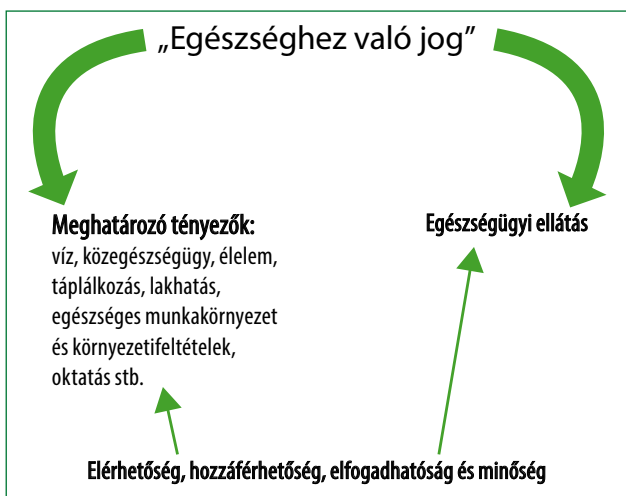 „Egészséghez való jog”
Meghatározó tényezők:
víz, közegészségügy, élelem,
táplálkozás, lakhatás,
egészséges munkakörnyezet
és környezetifeltételek,
oktatás stb.
Egészségügyi ellátás
Elérhetőség, hozzáférhetőség, elfogadhatóság és minőség